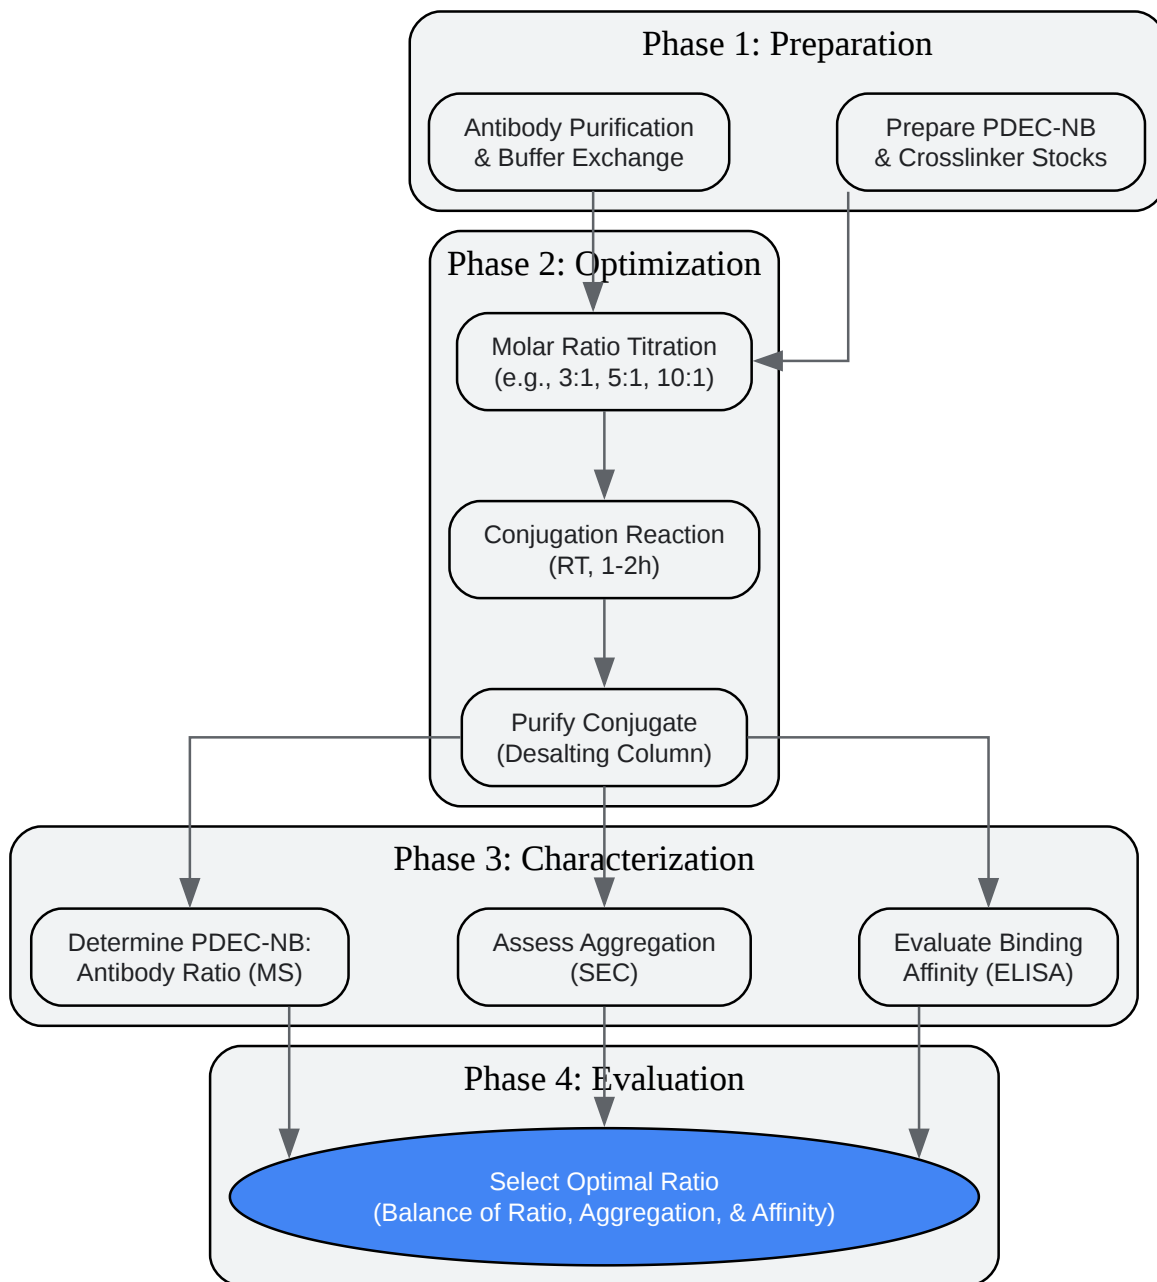 Phase 1: Preparation
Antibody Purification
& Buffer Exchange
Prepare PDEC-NB
& Crosslinker Stocks
Phase 2: Optimization
Molar Ratio Titration
(e.g., 3:1, 5:1, 10:1)
Conjugation Reaction
(RT, 1-2h)
Purify Conjugate
(Desalting Column)
Phase 3: Characterization
Determine PDEC-NB:
Antibody Ratio (MS)
Assess Aggregation
(SEC)
Evaluate Binding
Affinity (ELISA)
Phase 4: Evaluation
Select Optimal Ratio
(Balance of Ratio, Aggregation, & Affinity)